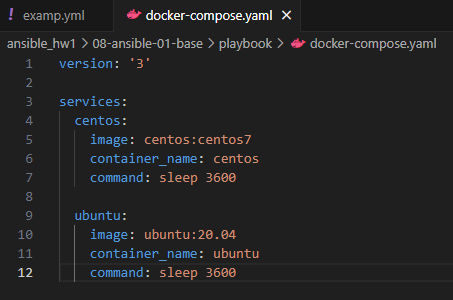 ! examp.yml docker-compose.yaml ×
ansible_hw1 > 08-ansible-01-base > playbook > docker-compose.yaml
1 version: '3'
2
3 services:
4   centos:
5     image: centos:centos7
6     container_name: centos
7     command: sleep 3600
8
9   ubuntu:
10     image: ubuntu:20.04
11     container_name: ubuntu
12     command: sleep 3600